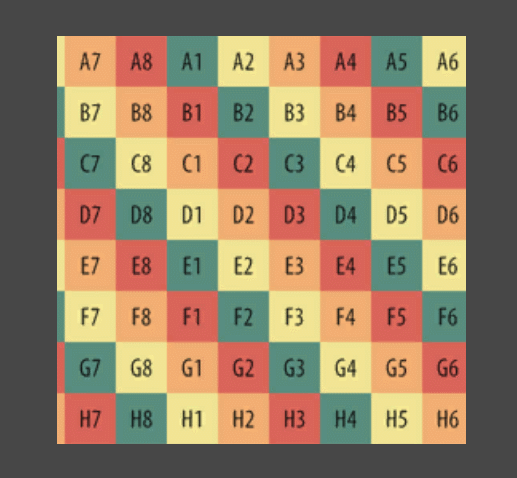 A7 A8 A1 A2 A3 A4 A5 A6
B7 B8 B1 B2 B3 B4 B5 B6
C7 C8 C1 C2 C3 C4 C5 C6
D7 D8 D1 D2 D3 D4 D5 D6
E7 E8 E1 E2 E3 E4 E5 E6
F7 F8 F1 F2 F3 F4 F5 F6
G7 G8 G1 G2 G3 G4 G5 G6
H7 H8 H1 H2 H3 H4 H5 H6